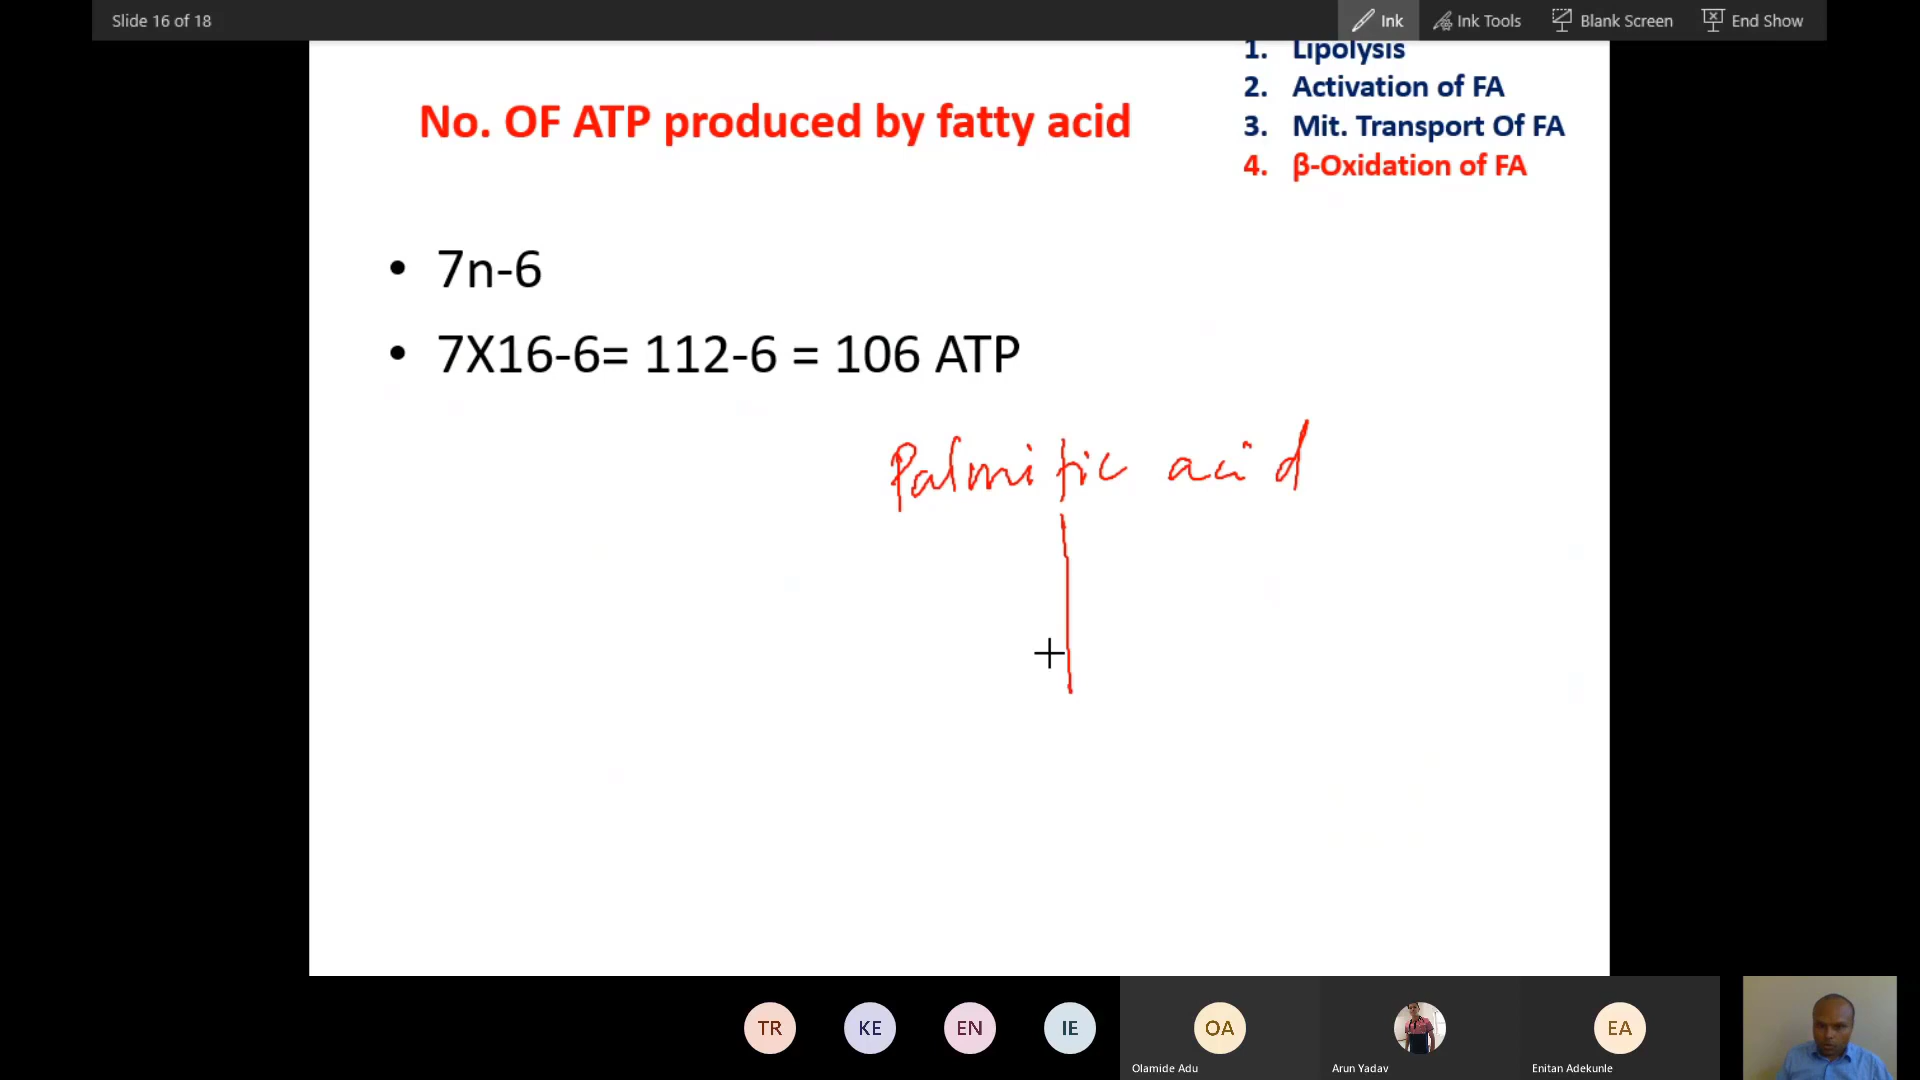 Slide 16 of 18
Ink
Ink Tools
Blank Screen
End Show
1. Lipolysis
2. Activation of FA
3. Mit. Transport Of FA
4. β-Oxidation of FA
No. OF ATP produced by fatty acid
• 7n-6
• 7X16-6= 112-6 = 106 ATP
Palmitic acid
TR
KE
EN
IE
OA
EA
Olamide Adu
Arun Yadav
Enitan Adekunle